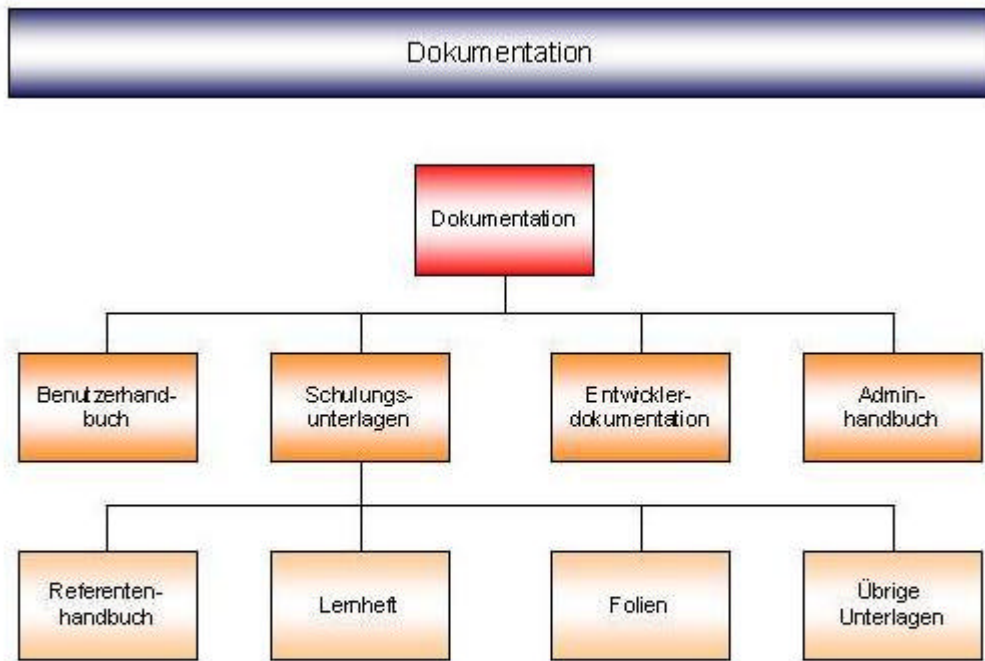 Dokumentation
Dokumentation
Benutzerhand-
buch
Schulungs-
unterlagen
Entwickler-
dokumentation
Admin-
handbuch
Referenten-
handbuch
Lernheft
Folien
Übrige
Unterlagen